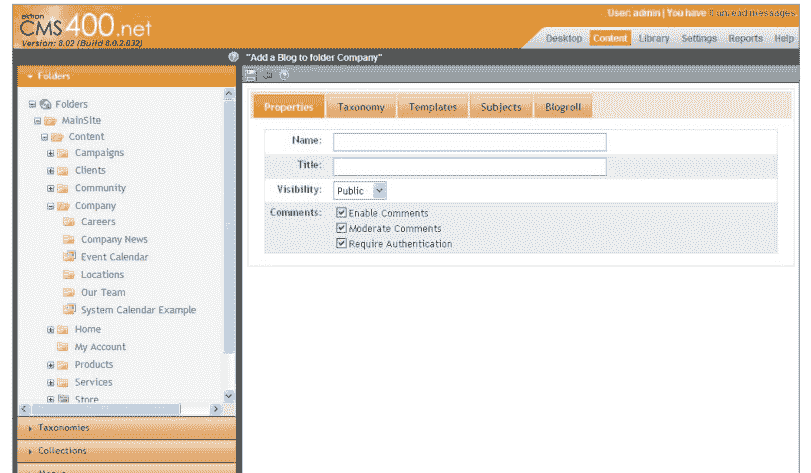 ektron
CMS400.net
Version: 8.02 (Build 8.0.2.032)
User: admin | You have 0 unread messages
Desktop Content Library Settings Reports Help
"Add a Blog to folder Company"
Folders
Folders
MainSite
Content
Campaigns
Clients
Community
Company
Careers
Company News
Event Calendar
Locations
Our Team
System Calendar Example
Home
My Account
Products
Services
Store
Taxonomies
Collections
Properties Taxonomy Templates Subjects Blogroll
Name:
Title:
Visibility: Public
Comments: Enable Comments
Moderate Comments
Require Authentication